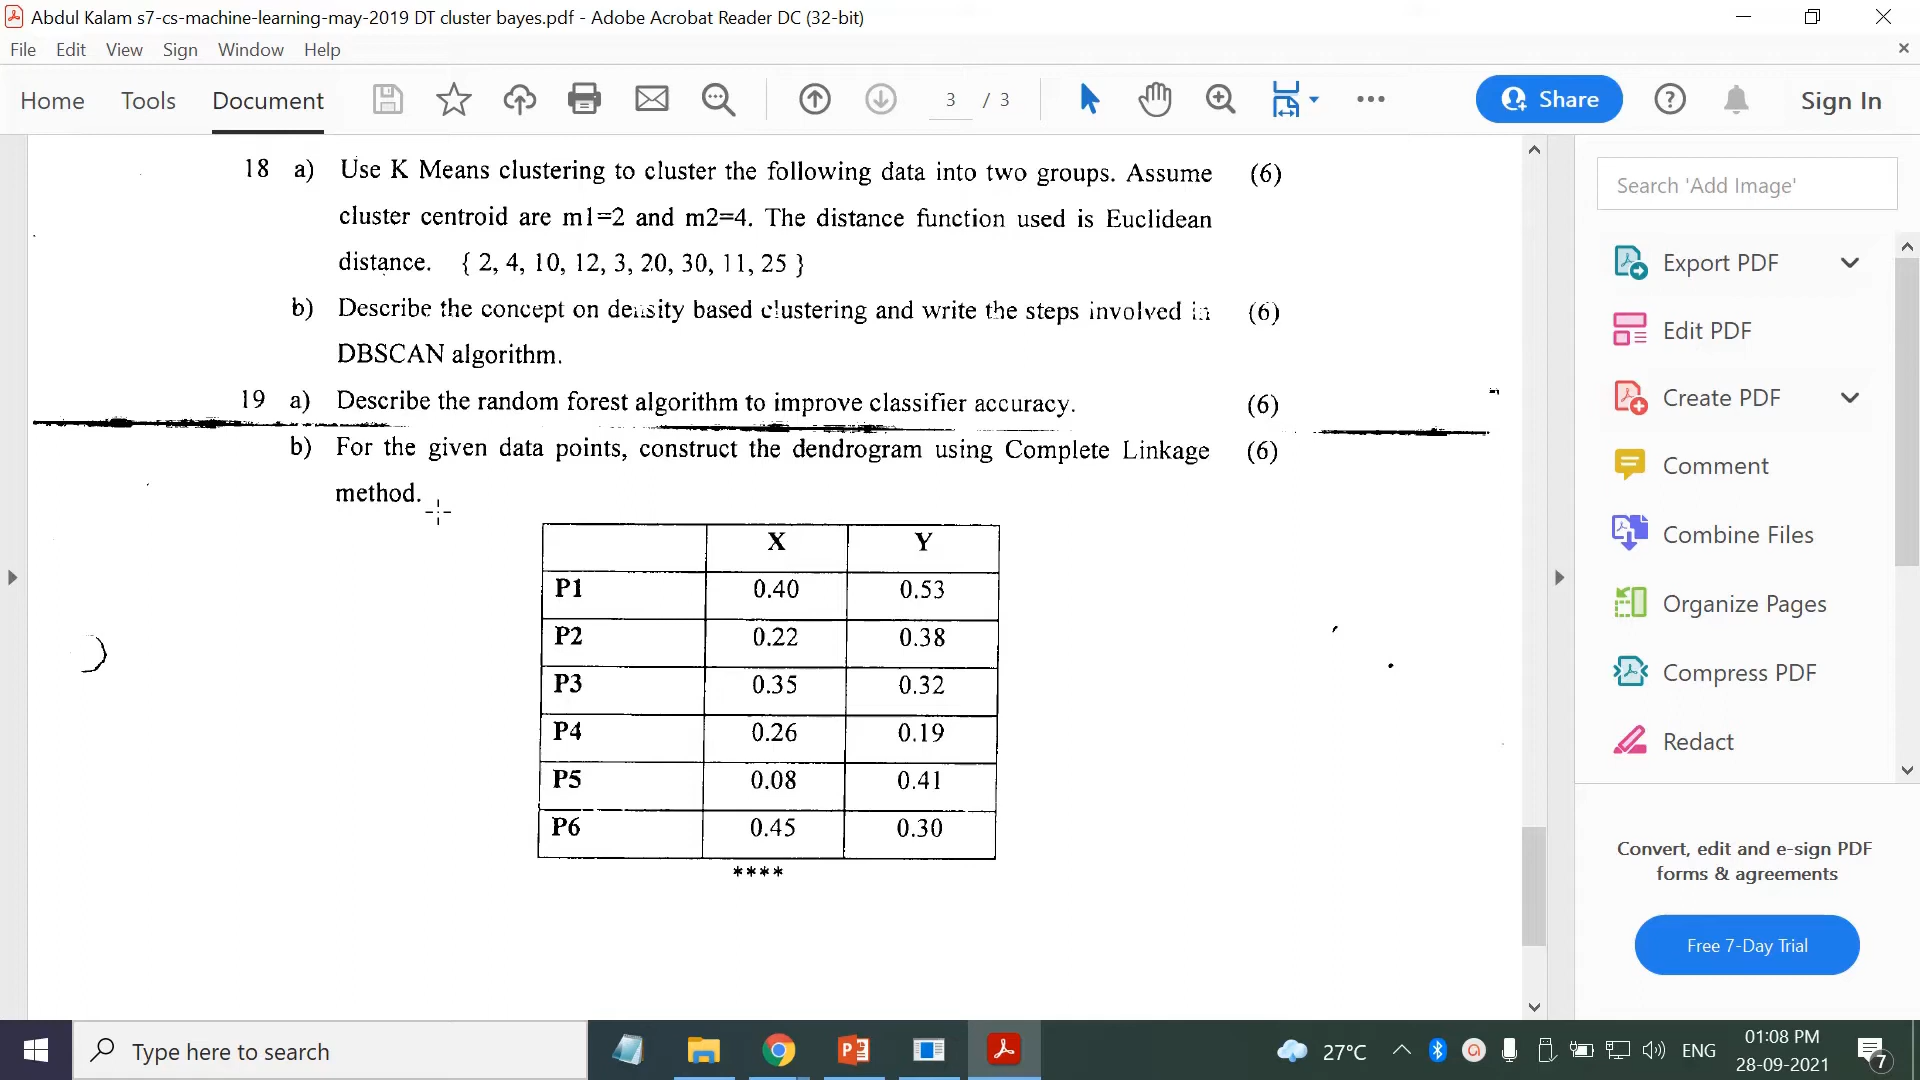 Abdul Kalam s7-cs-machine-learning-may-2019 DT cluster bayes.pdf - Adobe Acrobat Reader DC (32-bit)
File Edit View Sign Window Help
Home Tools Document 3 / 3 Share Sign In
18 a) Use K Means clustering to cluster the following data into two groups. Assume (6)
cluster centroid are m1=2 and m2=4. The distance function used is Euclidean
distance. { 2, 4, 10, 12, 3, 20, 30, 11, 25 }
b) Describe the concept on density based clustering and write the steps involved in (6)
DBSCAN algorithm.
19 a) Describe the random forest algorithm to improve classifier accuracy. (6)
b) For the given data points, construct the dendrogram using Complete Linkage (6)
method.
X Y
P1 0.40 0.53
P2 0.22 0.38
P3 0.35 0.32
P4 0.26 0.19
P5 0.08 0.41
P6 0.45 0.30
****
Search 'Add Image'
Export PDF
Edit PDF
Create PDF
Comment
Combine Files
Organize Pages
Compress PDF
Redact
Convert, edit and e-sign PDF
forms & agreements
Free 7-Day Trial
Type here to search
27°C
ENG
01:08 PM
28-09-2021
7